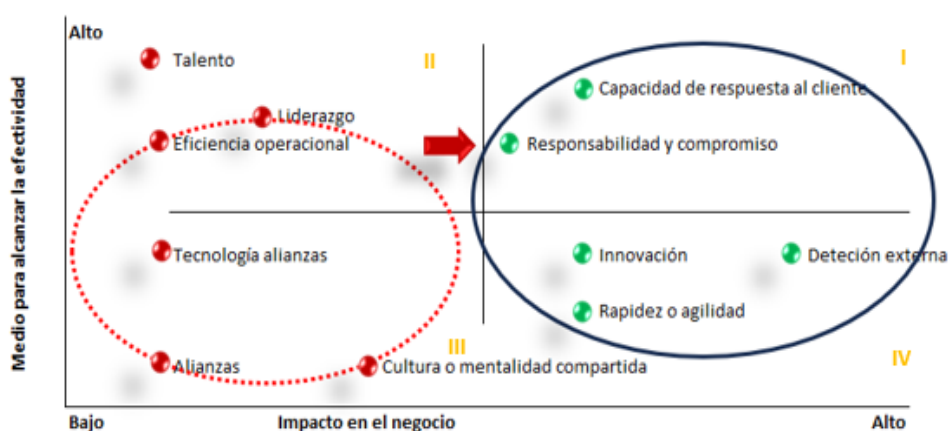 Alto
Medio para alcanzar la efectividad
Talento
II
I
Capacidad de respuesta al cliente
Liderazgo
Eficiencia operacional
Responsabilidad y compromiso
Tecnología alianzas
Innovación
Deteción externa
Rapidez o agilidad
III
IV
Alianzas
Cultura o mentalidad compartida
Bajo
Impacto en el negocio
Alto